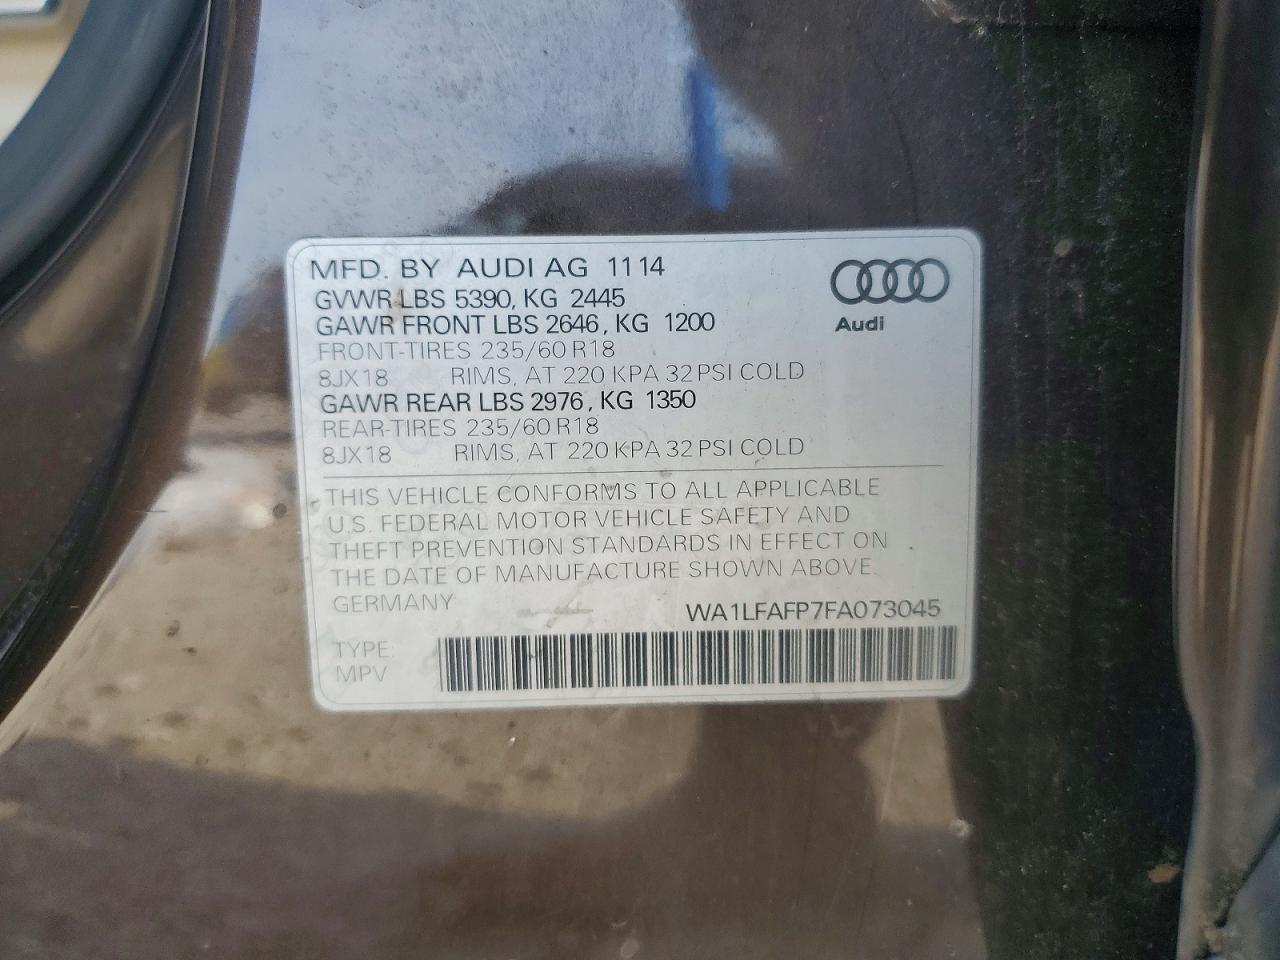 MFD. BY AUDI AG 11 14
GVWR LBS 5390, KG 2445
GAWR FRONT LBS 2646, KG 1200
FRONT-TIRES 235/60 R18
8JX18 RIMS, AT 220 KPA 32 PSI COLD
GAWR REAR LBS 2976, KG 1350
REAR-TIRES 235/60 R18
8JX18 RIMS, AT 220 KPA 32 PSI COLD
Audi
THIS VEHICLE CONFORMS TO ALL APPLICABLE
U.S. FEDERAL MOTOR VEHICLE SAFETY AND
THEFT PREVENTION STANDARDS IN EFFECT ON
THE DATE OF MANUFACTURE SHOWN ABOVE
GERMANY WA1LFAFP7FA073045
TYPE:
MPV